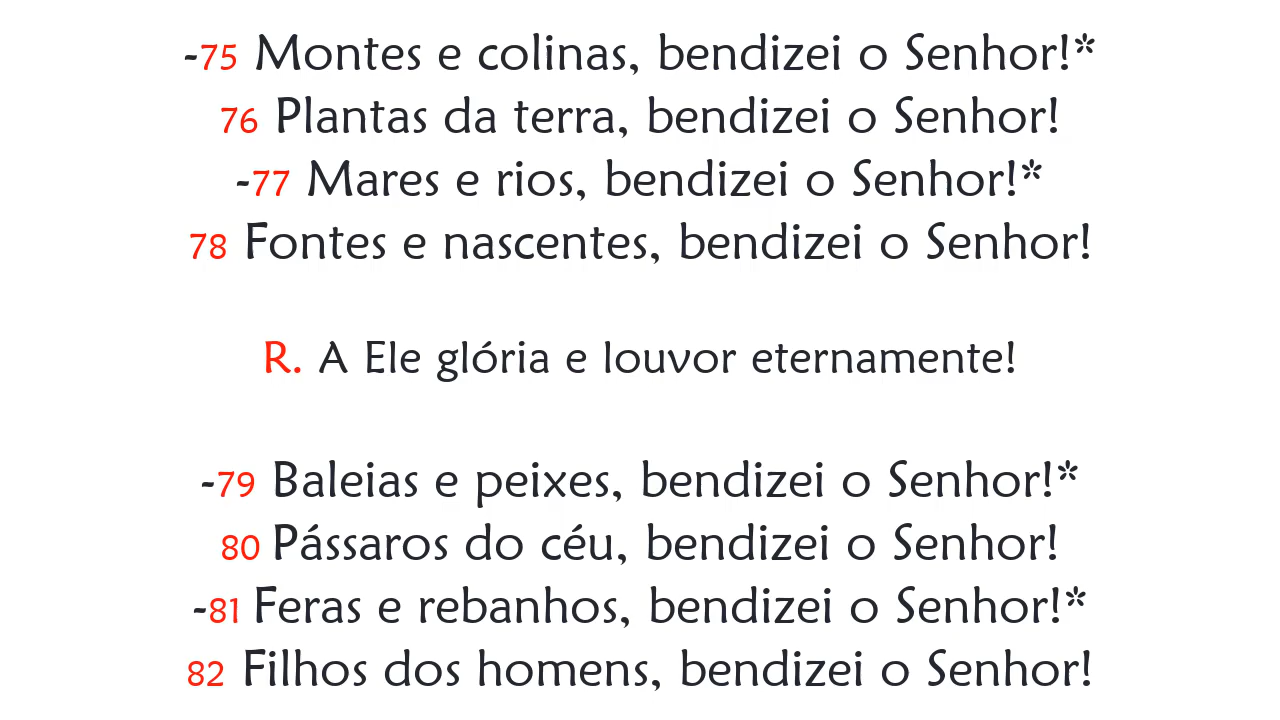 -75 Montes e colinas, bendizei o Senhor!*
76 Plantas da terra, bendizei o Senhor!
-77 Mares e rios, bendizei o Senhor!*
78 Fontes e nascentes, bendizei o Senhor!
R. A Ele glória e louvor eternamente!
-79 Baleias e peixes, bendizei o Senhor!*
80 Pássaros do céu, bendizei o Senhor!
-81 Feras e rebanhos, bendizei o Senhor!*
82 Filhos dos homens, bendizei o Senhor!